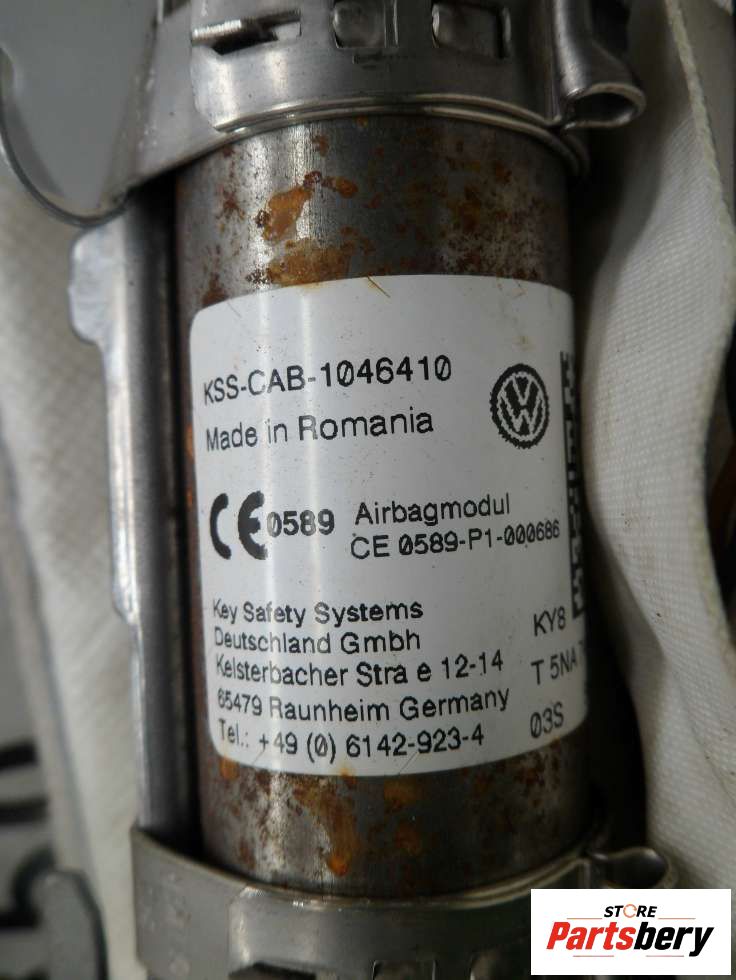 KSS-CAB-1046410
Made in Romania
CE 0589 Airbagmodul
CE 0589-P1-000686
Key Safety Systems
Deutschland Gmbh
Kelsterbacher Stra e 12-14
65479 Raunheim Germany
Tel.: +49 (0) 6142-923-4
KY8
T 5NA
03S
STORE
Partsbery